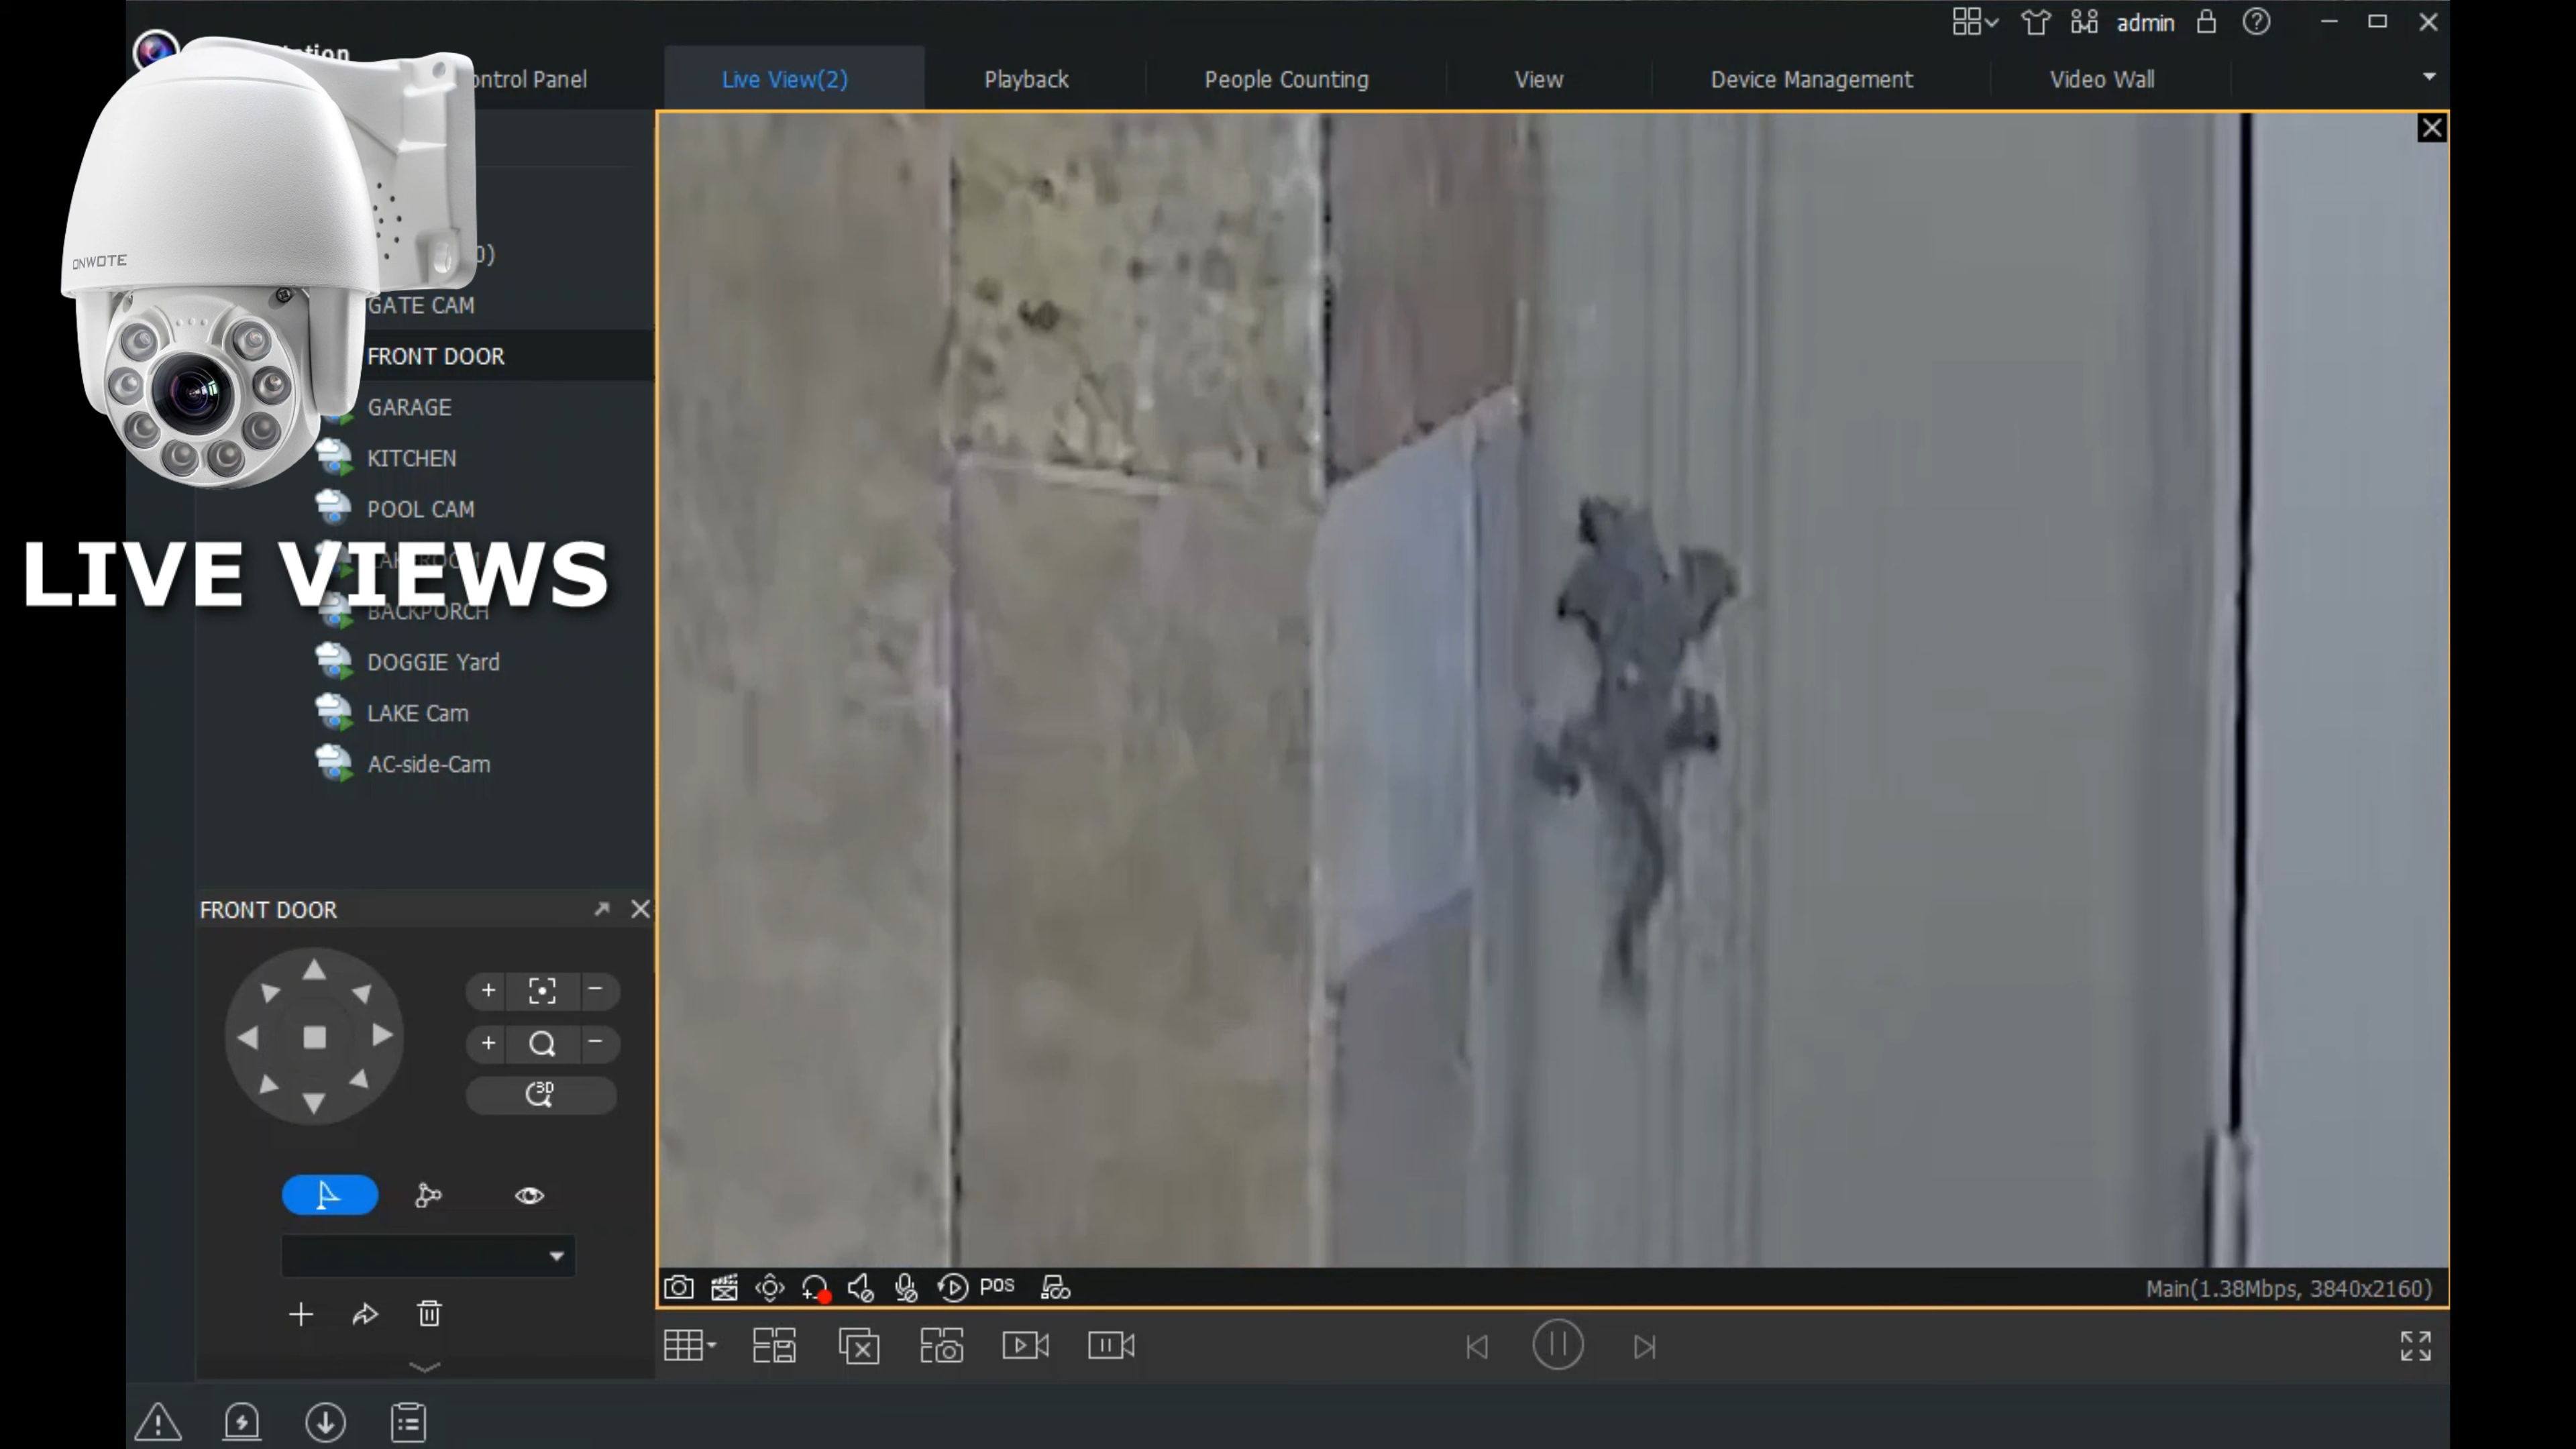 admin
Live View(2)
Playback
People Counting
View
Device Management
Video Wall
ONWOTE
GATE CAM
FRONT DOOR
GARAGE
KITCHEN
POOL CAM
LIVE VIEWS
BACKPORCH
DOGGIE Yard
LAKE Cam
AC-side-Cam
FRONT DOOR
3D
POS
Main(1.38Mbps, 3840x2160)